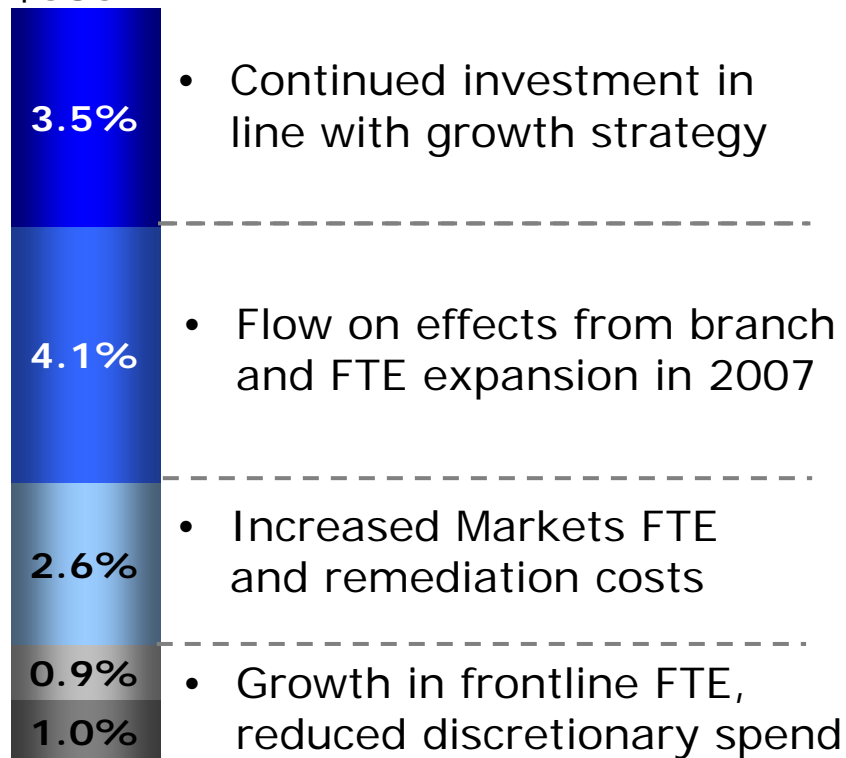 3.5%
• Continued investment in
line with growth strategy
4.1%
• Flow on effects from branch
and FTE expansion in 2007
2.6%
• Increased Markets FTE
and remediation costs
0.9%
1.0%
• Growth in frontline FTE,
reduced discretionary spend